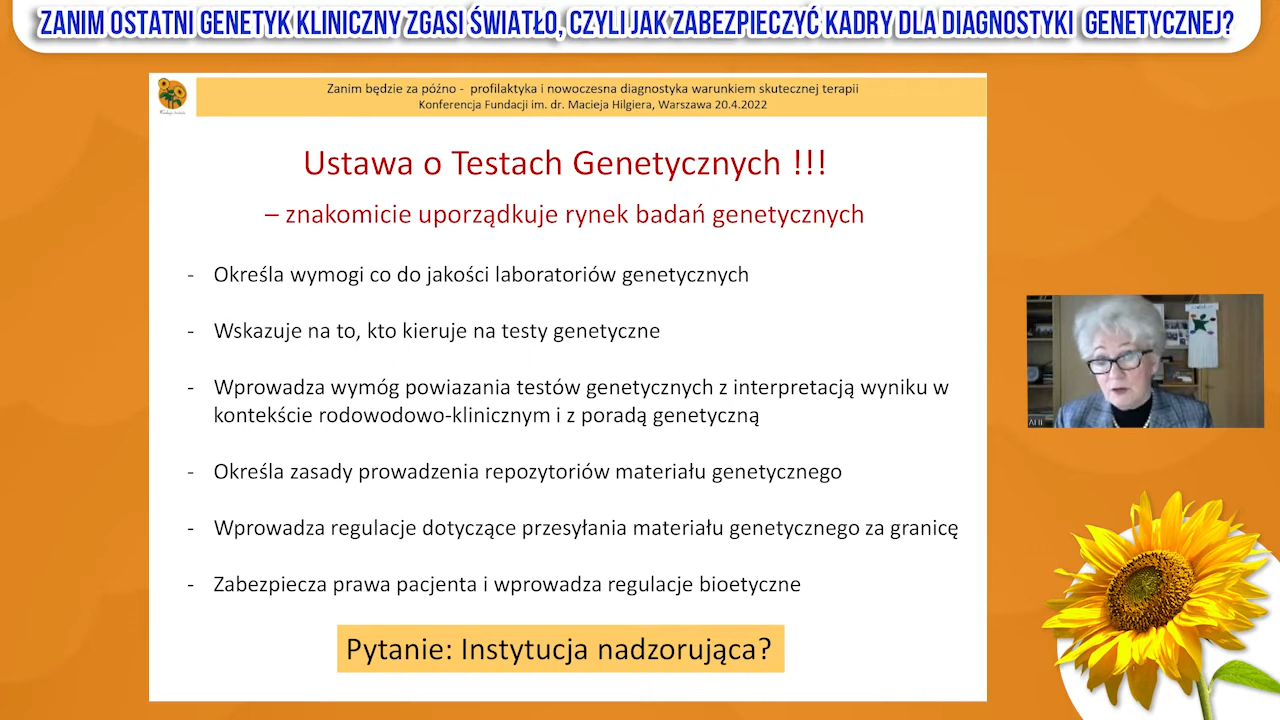 ZANIM OSTATNI GENETYK KLINICZNY ZGASI ŚWIATŁO, CZYLI JAK ZABEZPIECZYĆ KADRY DLA DIAGNOSTYKI GENETYCZNEJ?
Zanim będzie za późno - profilaktyka i nowoczesna diagnostyka warunkiem skutecznej terapii
Konferencja Fundacji im. dr. Macieja Hilgiera, Warszawa 20.4.2022
Ustawa o Testach Genetycznych !!!
– znakomicie uporządkuje rynek badań genetycznych
- Określa wymogi co do jakości laboratoriów genetycznych
- Wskazuje na to, kto kieruje na testy genetyczne
- Wprowadza wymóg powiazania testów genetycznych z interpretacją wyniku w
kontekście rodowodowo-klinicznym i z poradą genetyczną
- Określa zasady prowadzenia repozytoriów materiału genetycznego
- Wprowadza regulacje dotyczące przesyłania materiału genetycznego za granicę
- Zabezpiecza prawa pacjenta i wprowadza regulacje bioetyczne
Pytanie: Instytucja nadzorująca?